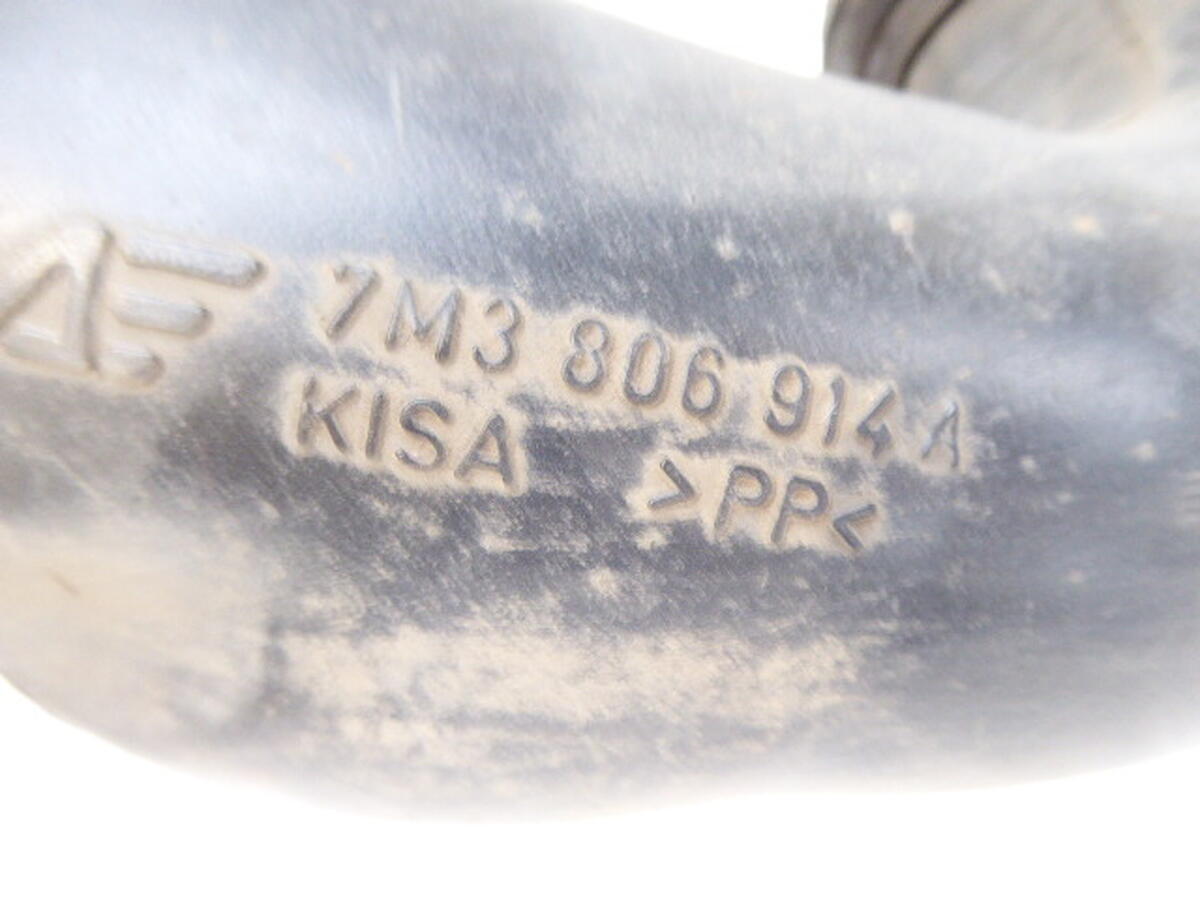 7M3 806 914 A
KISA >PP<